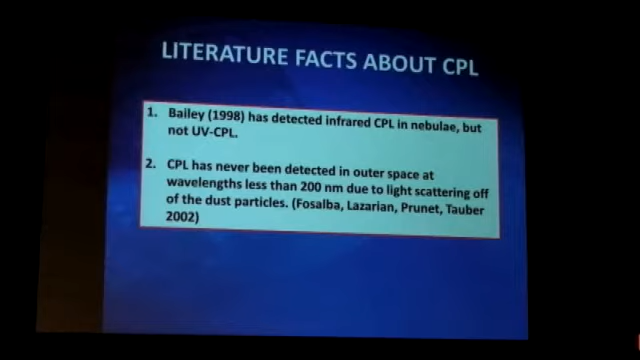 LITERATURE FACTS ABOUT CPL
1. Bailey (1998) has detected infrared CPL in nebulae, but
not UV-CPL.
2. CPL has never been detected in outer space at
wavelengths less than 200 nm due to light scattering off
of the dust particles. (Fosalba, Lazarian, Prunet, Tauber
2002)